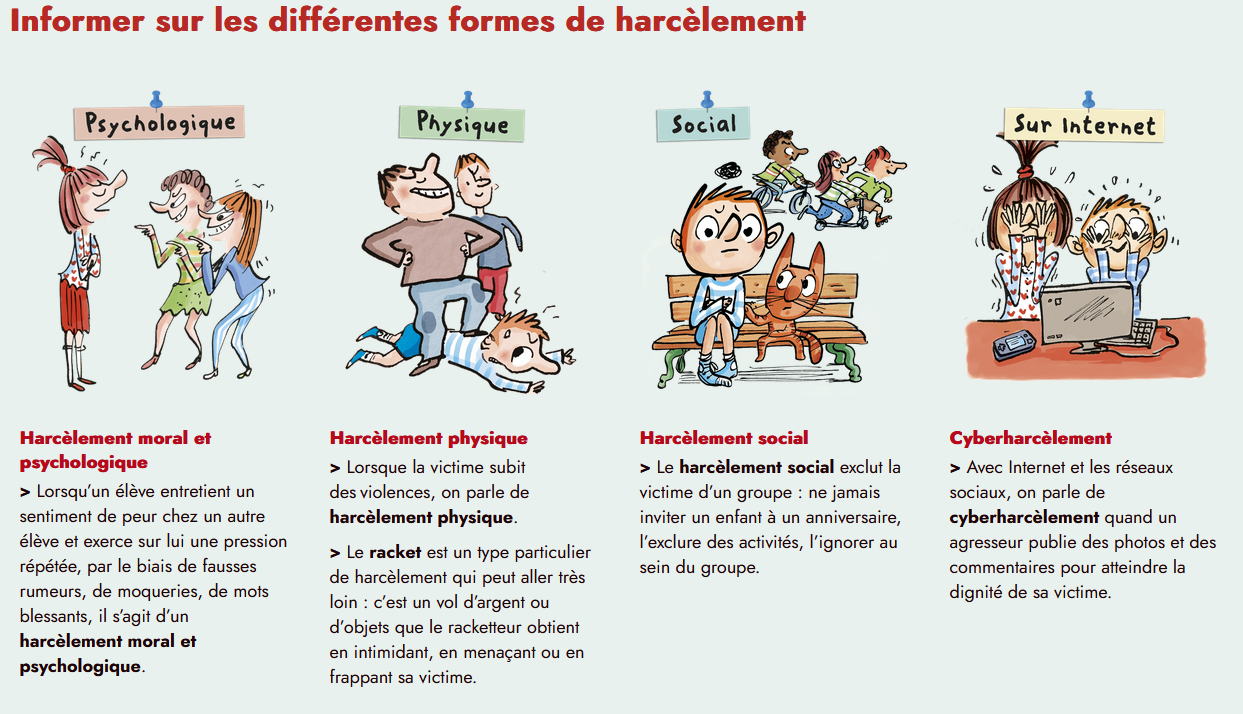 Informer sur les différentes formes de harcèlement
Psychologique
Physique
Social
Sur Internet
Harcèlement moral et
psychologique
> Lorsqu'un élève entretient un
sentiment de peur chez un autre
élève et exerce sur lui une pression
répétée, par le biais de fausses
rumeurs, de moqueries, de mots
blessants, il s'agit d'un
harcèlement moral et
psychologique.
Harcèlement physique
> Lorsque la victime subit
des violences, on parle de
harcèlement physique.
> Le racket est un type particulier
de harcèlement qui peut aller très
loin : c'est un vol d'argent ou
d'objets que le racketteur obtient
en intimidant, en menaçant ou en
frappant sa victime.
Harcèlement social
> Le harcèlement social exclut la
victime d'un groupe : ne jamais
inviter un enfant à un anniversaire,
l'exclure des activités, l'ignorer au
sein du groupe.
Cyberharcèlement
> Avec Internet et les réseaux
sociaux, on parle de
cyberharcèlement quand un
agresseur publie des photos et des
commentaires pour atteindre la
dignité de sa victime.